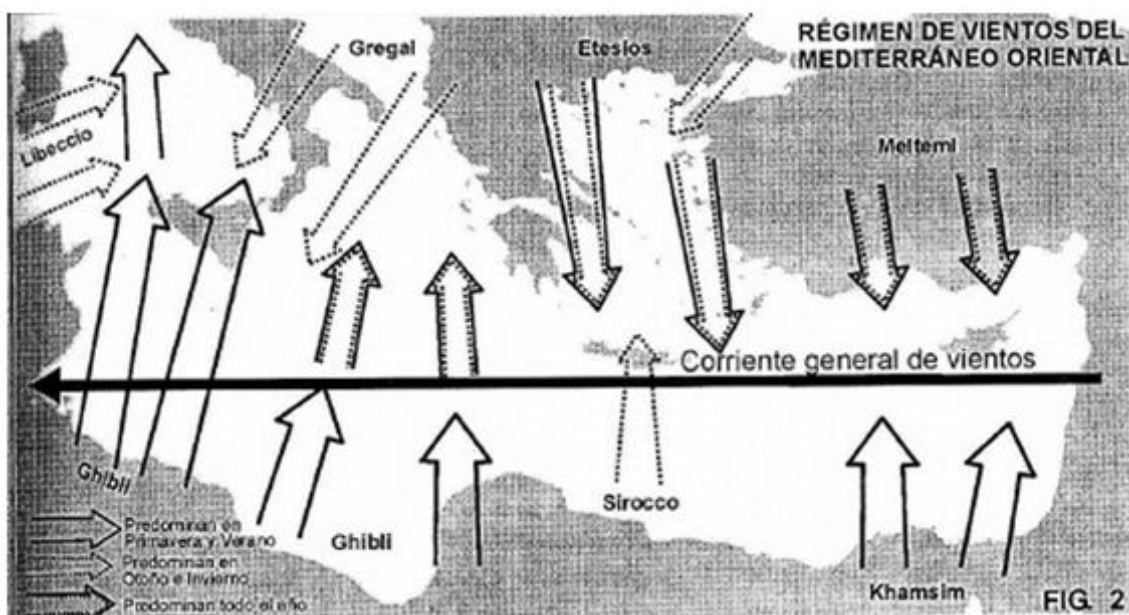 RÉGIMEN DE VIENTOS DEL
MEDITERRÁNEO ORIENTAL
Gregal
Etesios
Libeccio
Meltemi
Corriente general de vientos
Ghibli
Ghibli
Sirocco
Khamsim
Predominan en
Primavera y Verano
Predominan en
Otoño e Invierno
Predominan todo el año
FIG. 2